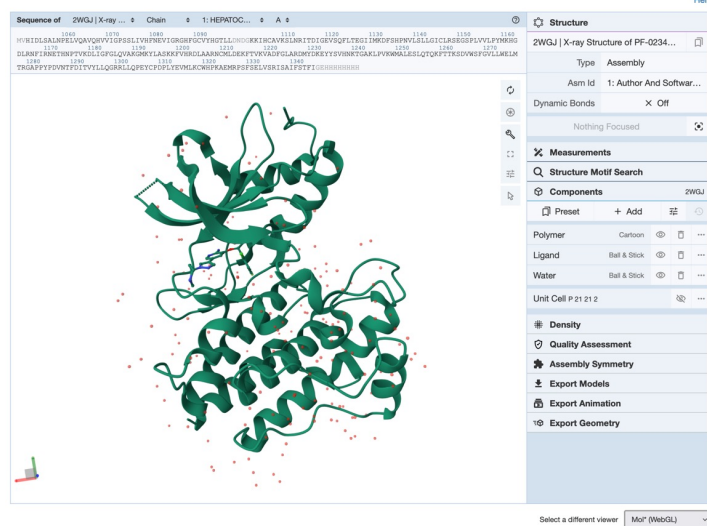 Hel
Sequence of 2WGJ | X-ray ... Chain 1: HEPATOC... A
1060 1070 1080 1090 1100 1110 1120 1130 1140 1150 1160
MVHIDLSALNPELVQAVQHVVIGPSSLIVHFNEVIGRGHFGCVYHGTLLDNDGKKIHCAVKSLNRITDIGEVSQFLTEGIIMKDFSHPNVLSLLGICLRSEGSPLVVLPYMKHG
1170 1180 1190 1200 1210 1220 1230 1240 1250 1260 1270
DLRNFIRNETHNPTVKDLIGFGLQVAKGMKYLASKKFVHRDLAARNCMLDEKFTVKVADFGLARDMYDKEYYSVHNKTGAKLPVKWMALESLQTQKFTTKSDVWSFGVLLWELM
1280 1290 1300 1310 1320 1330 1340
TRGAPPYPDVNTFDITVYLLQGRRLLQPEYCPDPLYEVMLKCWHPKAEMRPSFSELVSRISAIFSTFIGEHHHHHHH
Structure
2WGJ | X-ray Structure of PF-0234...
Type Assembly
Asm Id 1: Author And Softwar...
Dynamic Bonds × Off
Nothing Focused
Measurements
Structure Motif Search
Components 2WGJ
Preset + Add
Polymer Cartoon
Ligand Ball & Stick
Water Ball & Stick
Unit Cell P 21 21 2
Density
Quality Assessment
Assembly Symmetry
Export Models
Export Animation
Export Geometry
Select a different viewer Mol* (WebGL)